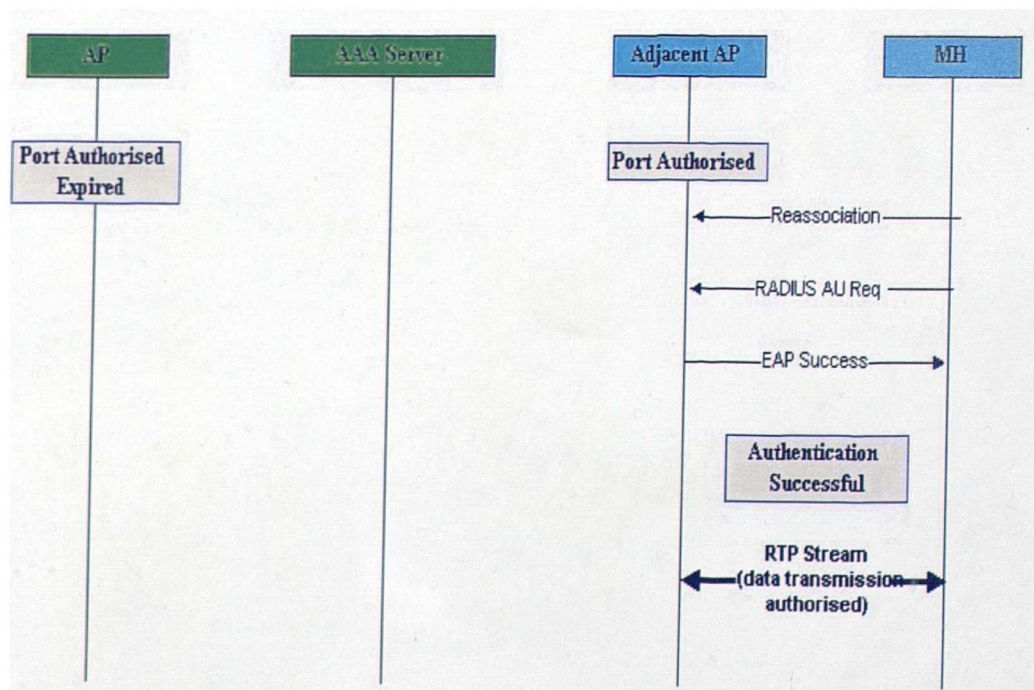 AP
AAA Server
Adjacent AP
MH
Port Authorised
Expired
Port Authorised
Reassociation
RADIUS AU Req
EAP Success
Authentication
Successful
RTP Stream
(data transmission
authorised)